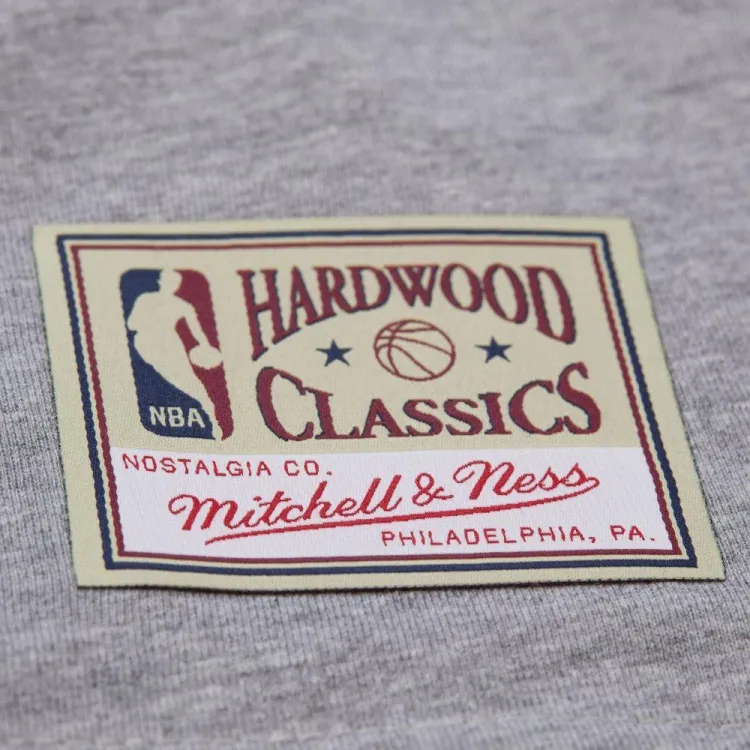 HARDWOOD
CLASSICS
NBA
NOSTALGIA CO.
Mitchell & Ness
PHILADELPHIA, PA.